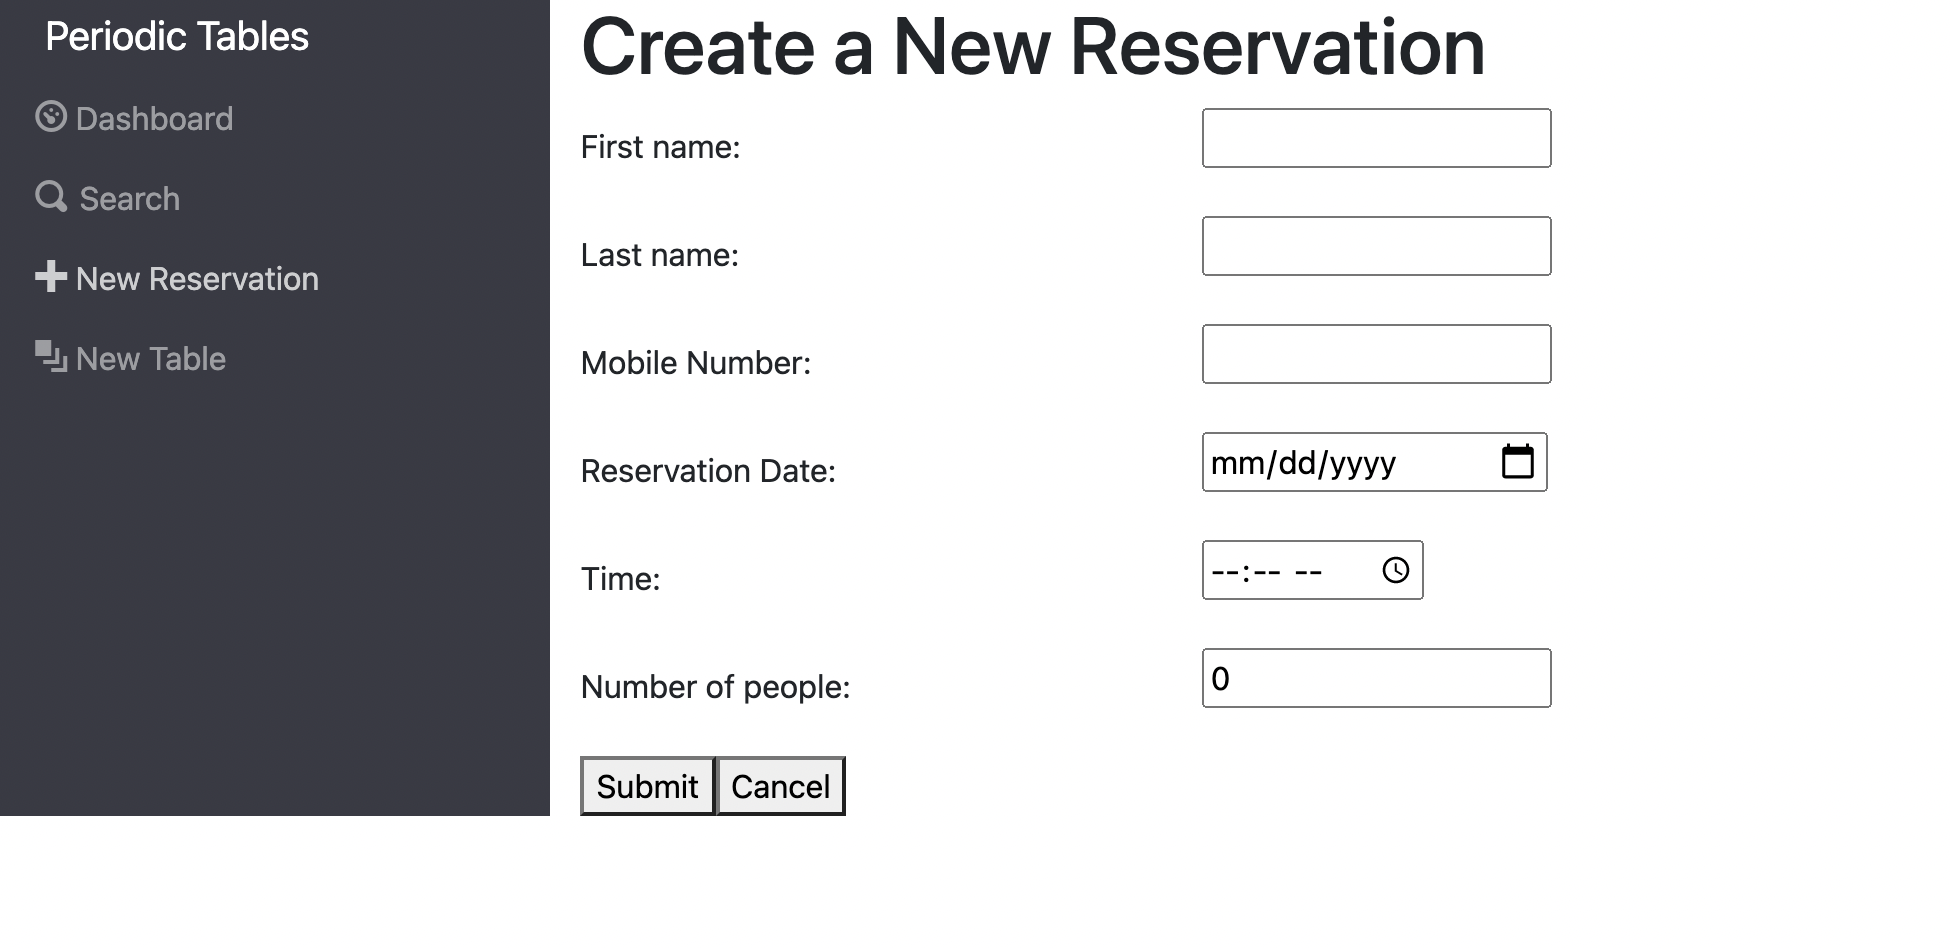 Periodic Tables
Dashboard
Search
New Reservation
New Table
Create a New Reservation
First name:
Last name:
Mobile Number:
Reservation Date: mm/dd/yyyy
Time: --:-- --
Number of people: 0
Submit Cancel